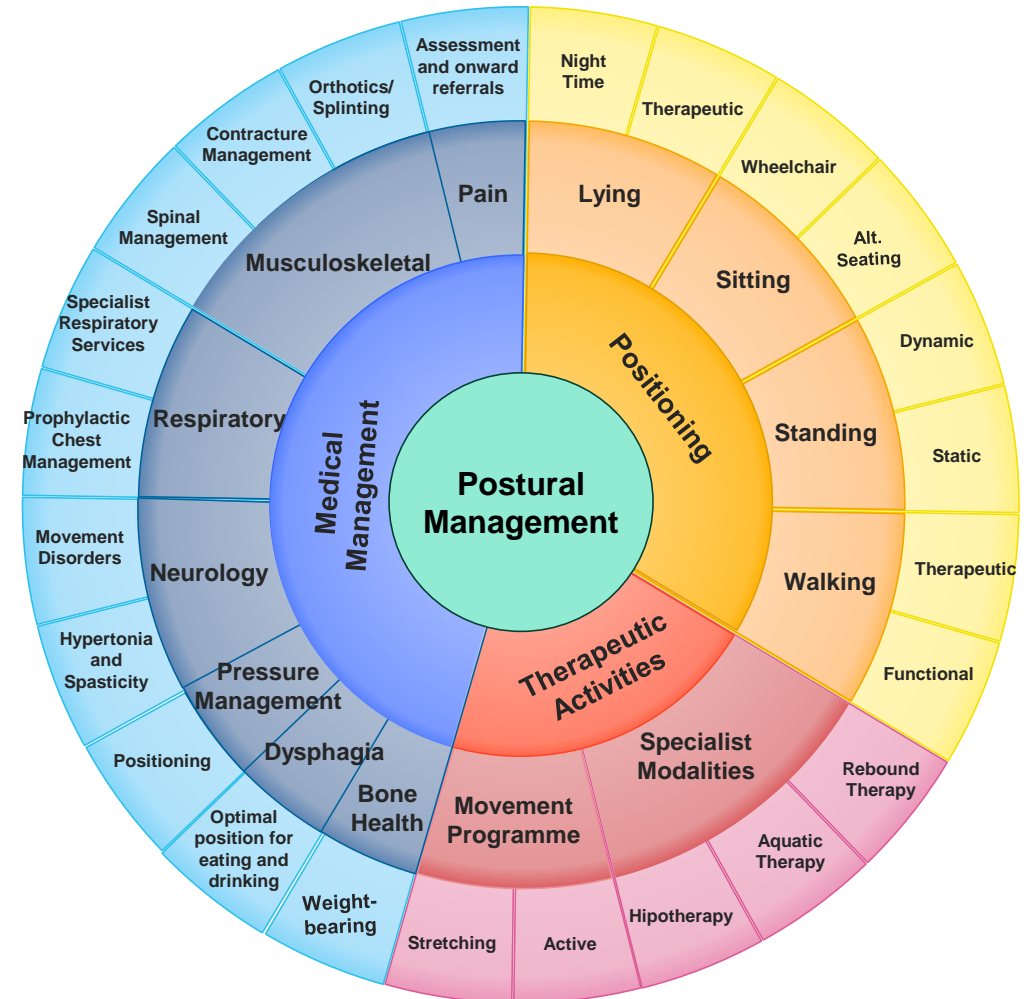 Postural
Management
Positioning
Lying
Night
Time
Therapeutic
Sitting
Wheelchair
Alt.
Seating
Standing
Dynamic
Static
Walking
Therapeutic
Functional
Therapeutic
Activities
Specialist
Modalities
Rebound
Therapy
Aquatic
Therapy
Hipotherapy
Movement
Programme
Active
Stretching
Medical
Management
Bone
Health
Weight-
bearing
Dysphagia
Optimal
position for
eating and
drinking
Pressure
Management
Positioning
Neurology
Hypertonia
and
Spasticity
Movement
Disorders
Respiratory
Prophylactic
Chest
Management
Specialist
Respiratory
Services
Musculoskeletal
Spinal
Management
Contracture
Management
Orthotics/
Splinting
Pain
Assessment
and onward
referrals